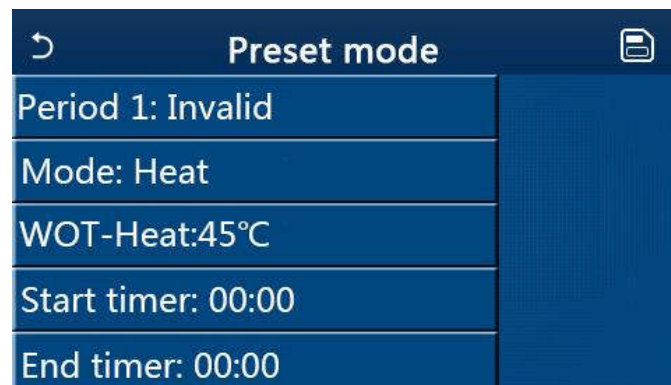 Preset mode
Period 1: Invalid
Mode: Heat
WOT-Heat:45℃
Start timer: 00:00
End timer: 00:00